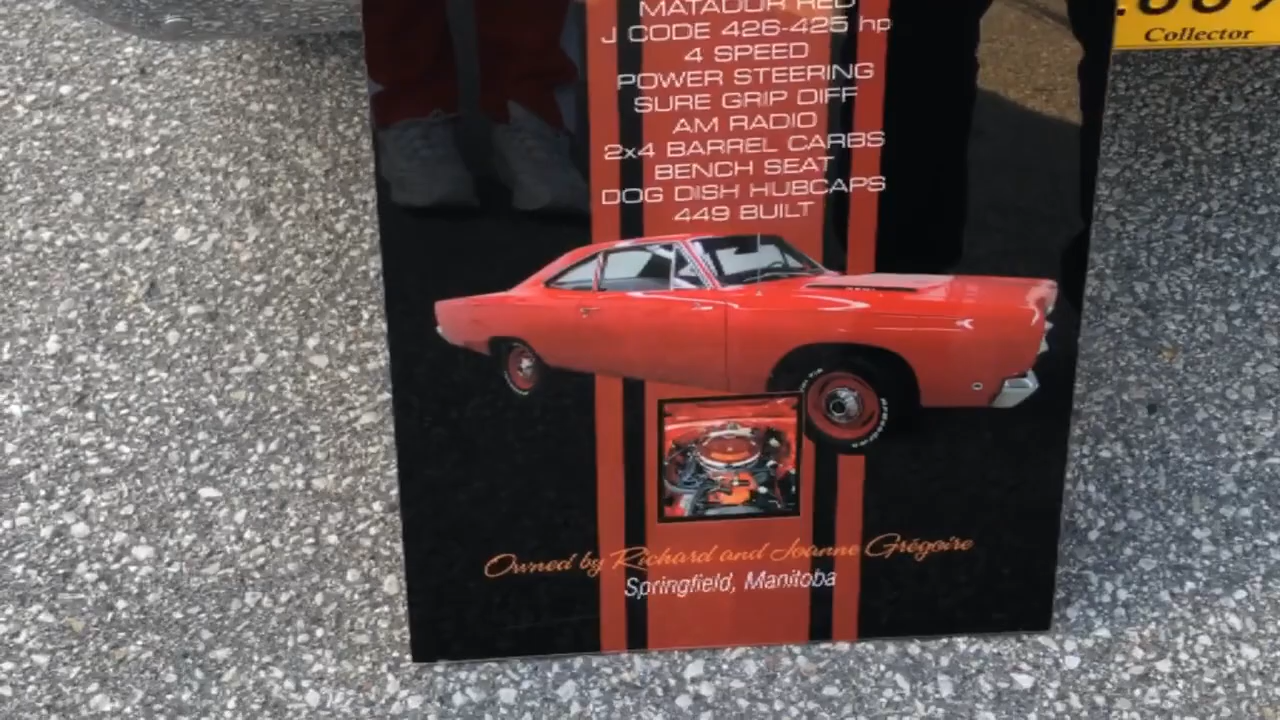 MATADOR RED
J CODE 426-425 hp
4 SPEED
POWER STEERING
SURE GRIP DIFF
AM RADIO
2x4 BARREL CARBS
BENCH SEAT
DOG DISH HUBCAPS
449 BUILT
Owned by Richard and Joanne Grégoire
Springfield, Manitoba
Collector